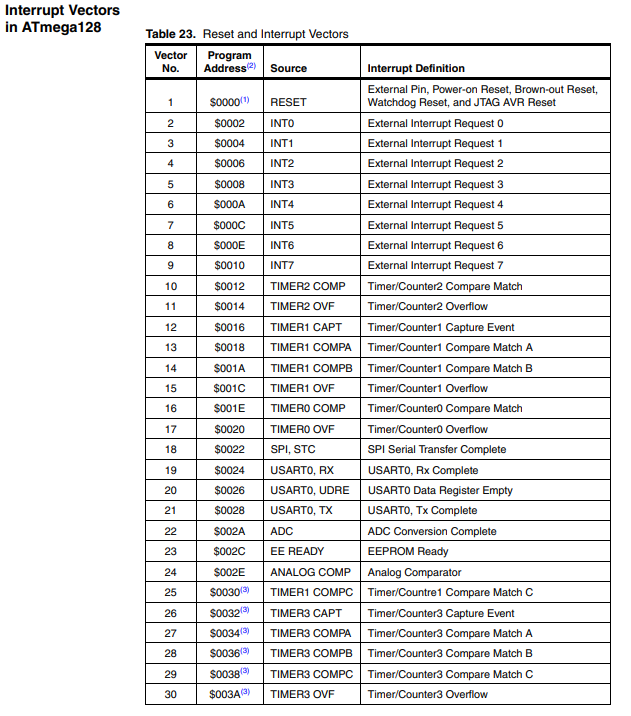 Interrupt Vectors
in ATmega128
Table 23. Reset and Interrupt Vectors
Vector No. Program Address(2) Source Interrupt Definition
1 $0000(1) RESET External Pin, Power-on Reset, Brown-out Reset,
Watchdog Reset, and JTAG AVR Reset
2 $0002 INT0 External Interrupt Request 0
3 $0004 INT1 External Interrupt Request 1
4 $0006 INT2 External Interrupt Request 2
5 $0008 INT3 External Interrupt Request 3
6 $000A INT4 External Interrupt Request 4
7 $000C INT5 External Interrupt Request 5
8 $000E INT6 External Interrupt Request 6
9 $0010 INT7 External Interrupt Request 7
10 $0012 TIMER2 COMP Timer/Counter2 Compare Match
11 $0014 TIMER2 OVF Timer/Counter2 Overflow
12 $0016 TIMER1 CAPT Timer/Counter1 Capture Event
13 $0018 TIMER1 COMPA Timer/Counter1 Compare Match A
14 $001A TIMER1 COMPB Timer/Counter1 Compare Match B
15 $001C TIMER1 OVF Timer/Counter1 Overflow
16 $001E TIMER0 COMP Timer/Counter0 Compare Match
17 $0020 TIMER0 OVF Timer/Counter0 Overflow
18 $0022 SPI, STC SPI Serial Transfer Complete
19 $0024 USART0, RX USART0, Rx Complete
20 $0026 USART0, UDRE USART0 Data Register Empty
21 $0028 USART0, TX USART0, Tx Complete
22 $002A ADC ADC Conversion Complete
23 $002C EE READY EEPROM Ready
24 $002E ANALOG COMP Analog Comparator
25 $0030(3) TIMER1 COMPC Timer/Countre1 Compare Match C
26 $0032(3) TIMER3 CAPT Timer/Counter3 Capture Event
27 $0034(3) TIMER3 COMPA Timer/Counter3 Compare Match A
28 $0036(3) TIMER3 COMPB Timer/Counter3 Compare Match B
29 $0038(3) TIMER3 COMPC Timer/Counter3 Compare Match C
30 $003A(3) TIMER3 OVF Timer/Counter3 Overflow